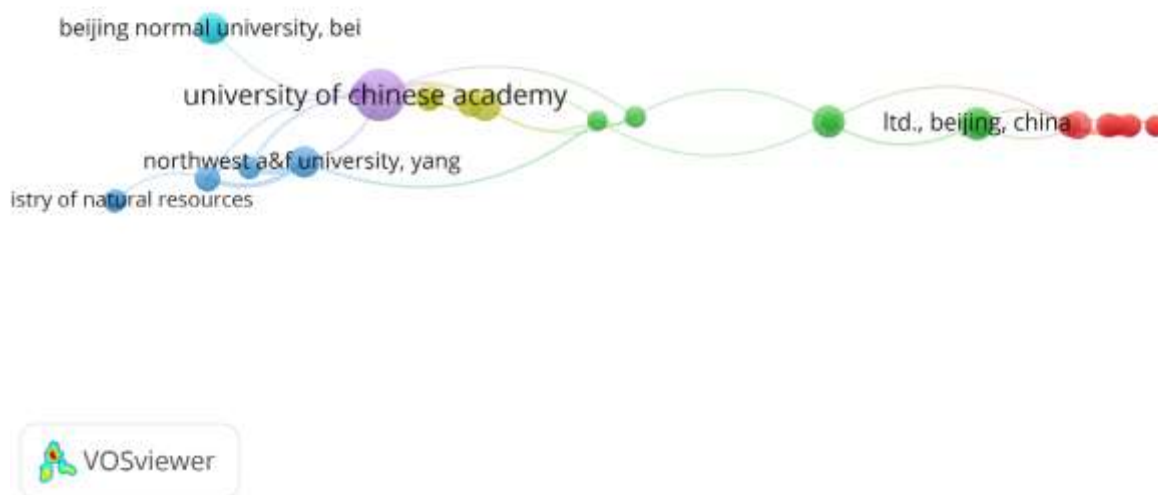 beijing normal university, bei
university of chinese academy
ltd., beijing, china
northwest a&f university, yang
istry of natural resources
VOSviewer